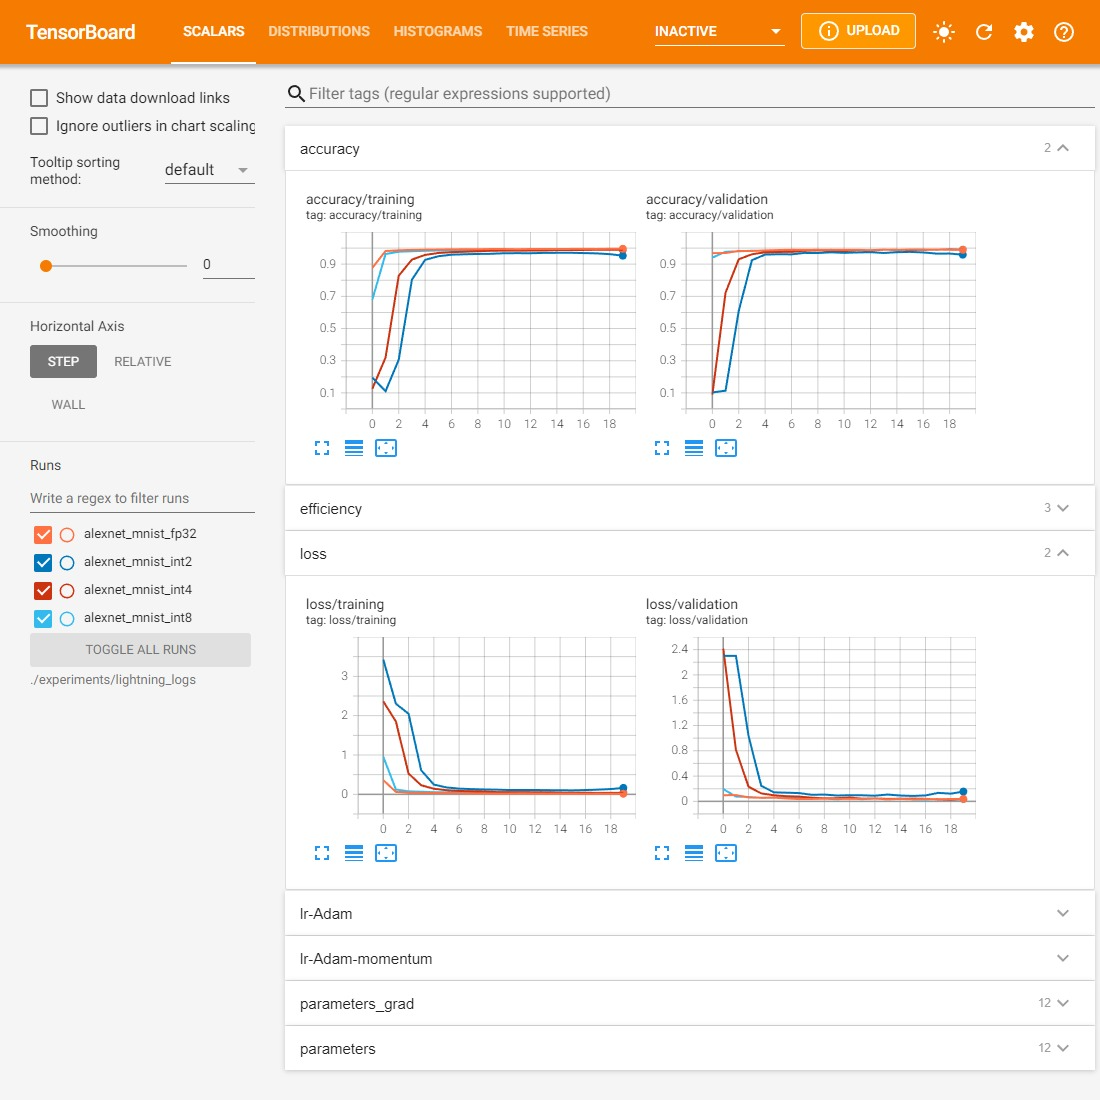 TensorBoard
SCALARS DISTRIBUTIONS HISTOGRAMS TIME SERIES
INACTIVE
UPLOAD
Show data download links
Ignore outliers in chart scaling
Tooltip sorting
method:
default
Smoothing
0
Horizontal Axis
STEP RELATIVE
WALL
Runs
Write a regex to filter runs
alexnet_mnist_fp32
alexnet_mnist_int2
alexnet_mnist_int4
alexnet_mnist_int8
TOGGLE ALL RUNS
./experiments/lightning_logs
Filter tags (regular expressions supported)
accuracy 2
accuracy/training
tag: accuracy/training
0.9
0.7
0.5
0.3
0.1
0 2 4 6 8 10 12 14 16 18
accuracy/validation
tag: accuracy/validation
0.9
0.7
0.5
0.3
0.1
0 2 4 6 8 10 12 14 16 18
efficiency 3
loss 2
loss/training
tag: loss/training
3
2
1
0
0 2 4 6 8 10 12 14 16 18
loss/validation
tag: loss/validation
2.4
2
1.6
1.2
0.8
0.4
0
0 2 4 6 8 10 12 14 16 18
lr-Adam
lr-Adam-momentum
parameters_grad 12
parameters 12